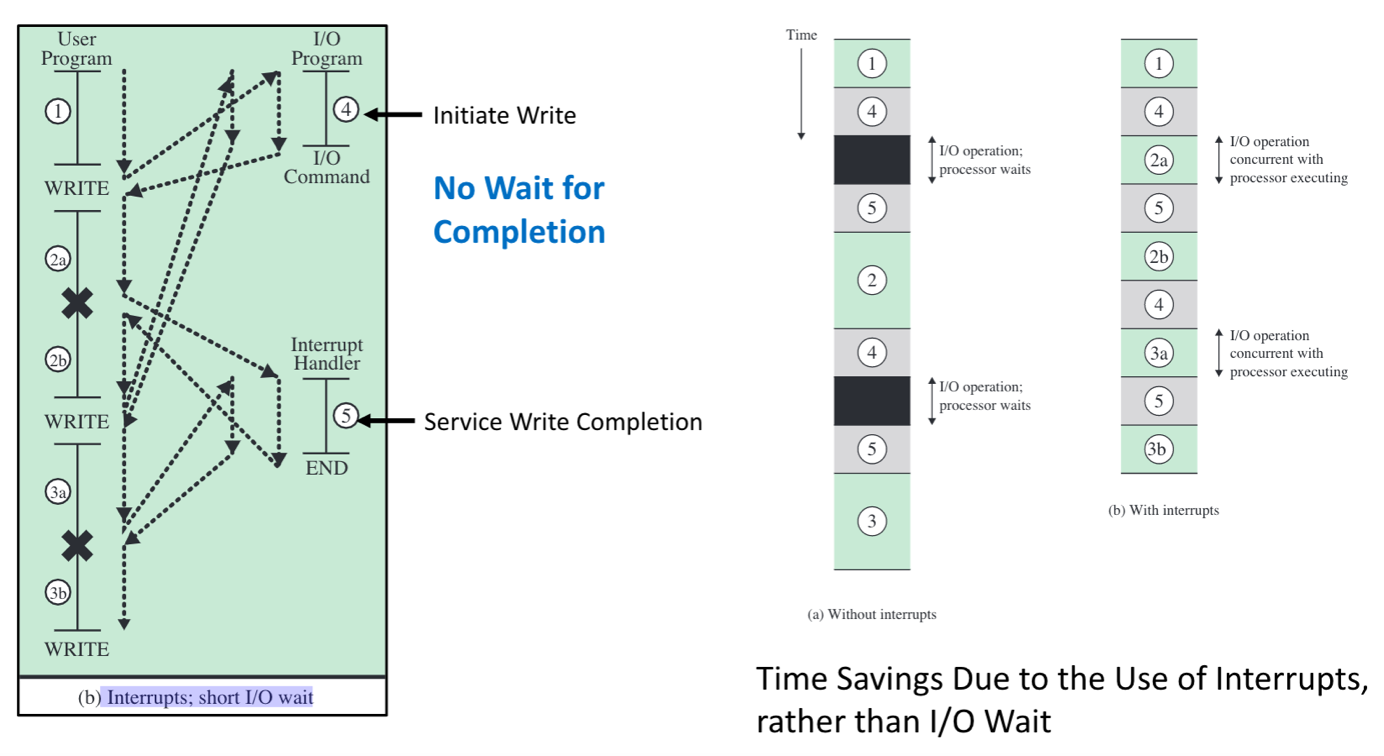 User
Program
I/O
Program
1
4
Initiate Write
I/O
Command
WRITE
No Wait for
Completion
2a
2b
Interrupt
Handler
WRITE
5
Service Write Completion
END
3a
3b
WRITE
(b) Interrupts; short I/O wait
Time
1
4
I/O operation;
processor waits
5
2
4
I/O operation;
processor waits
5
3
(a) Without interrupts
1
4
2a
I/O operation
concurrent with
processor executing
5
2b
4
3a
I/O operation
concurrent with
processor executing
5
3b
(b) With interrupts
Time Savings Due to the Use of Interrupts,
rather than I/O Wait